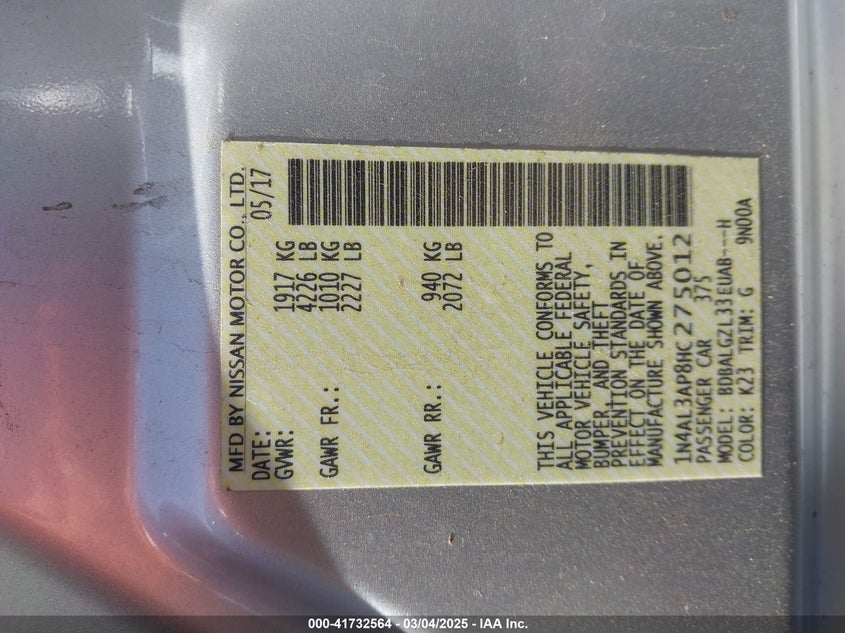 MFD BY NISSAN MOTOR CO., LTD.
DATE: 05/17
GVWR: 1917 KG
4226 LB
GAWR FR.: 1010 KG
2227 LB
GAWR RR.: 940 KG
2072 LB
THIS VEHICLE CONFORMS TO
ALL APPLICABLE FEDERAL
MOTOR VEHICLE SAFETY,
BUMPER, AND THEFT
PREVENTION STANDARDS IN
EFFECT ON THE DATE OF
MANUFACTURE SHOWN ABOVE.
1N4AL3AP8HC275012
PASSENGER CAR 375
MODEL: BDBALGZL33EUAB---H
COLOR: K23 TRIM: G 9N00A
000-41732564 - 03/04/2025 - IAA Inc.